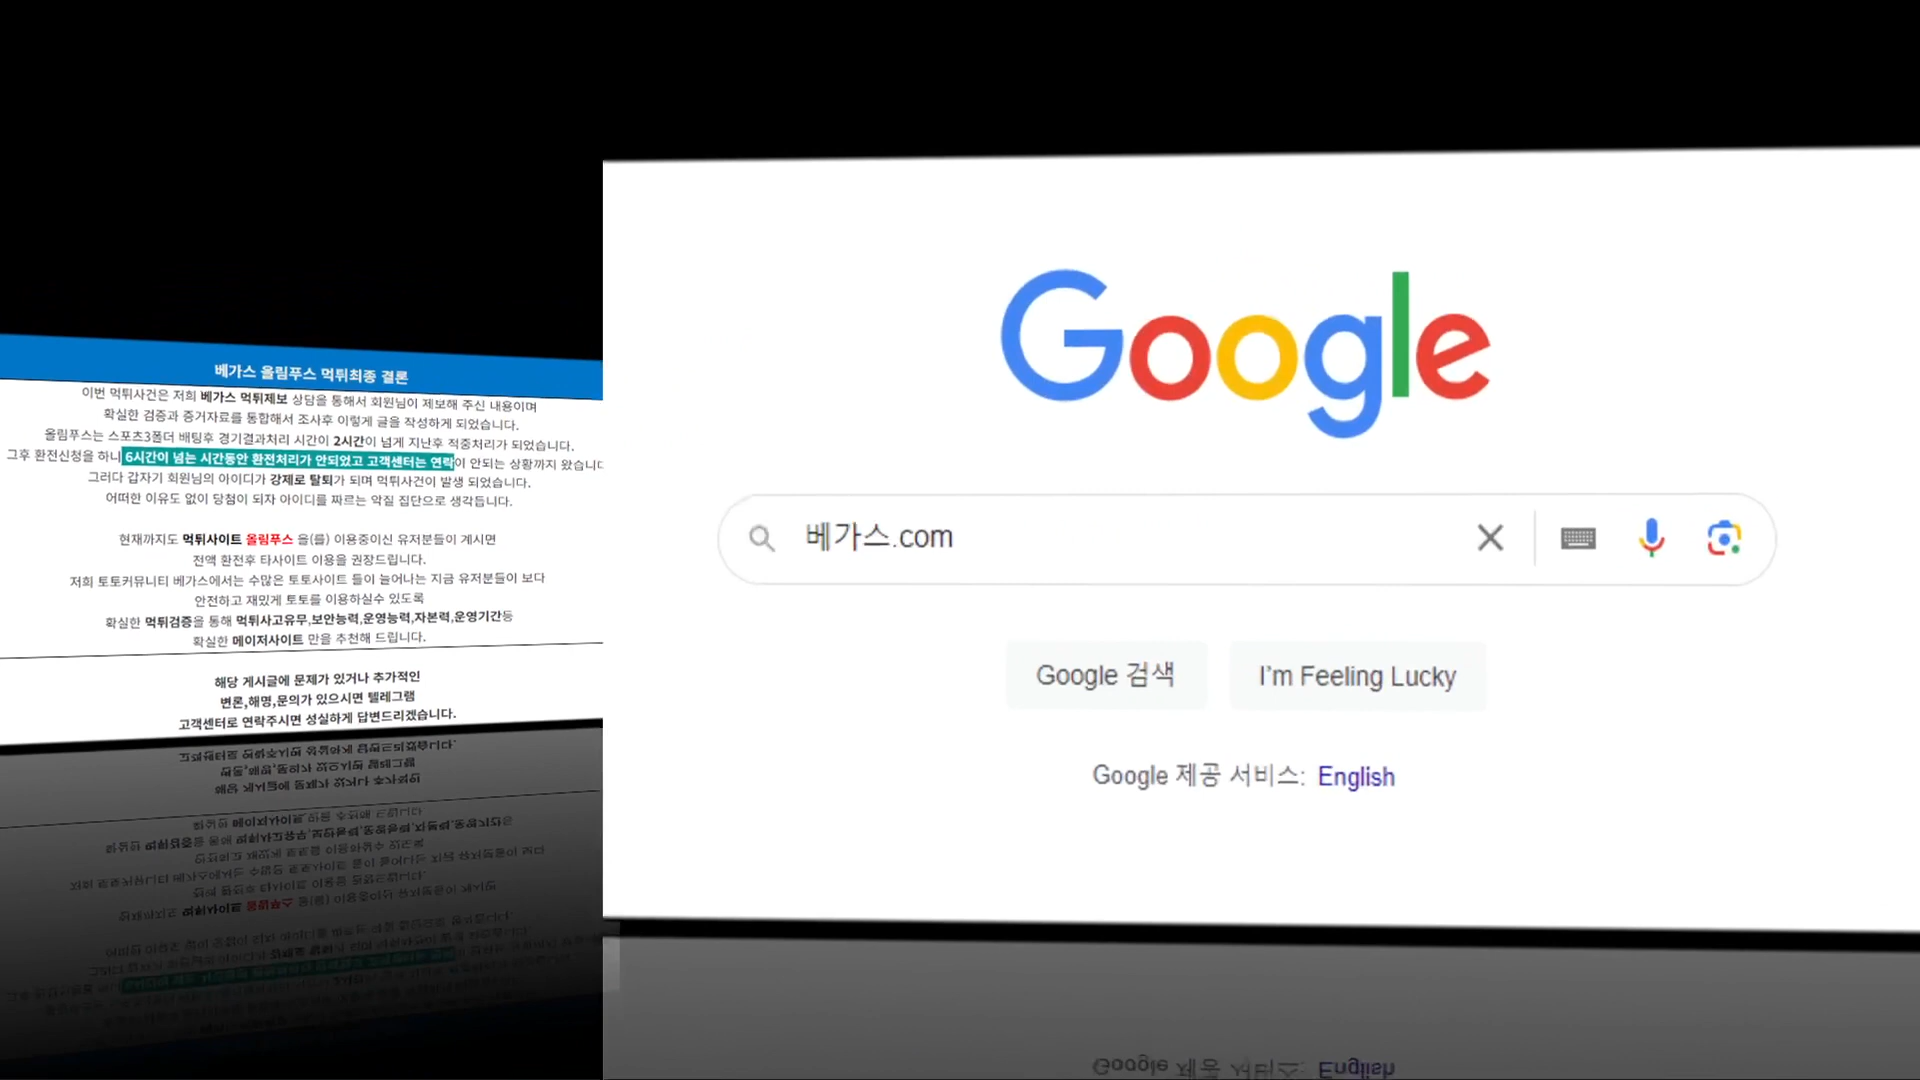 베가스 올림푸스 먹튀최종 결론
이번 먹튀사건은 저희 베가스 먹튀제보 상담을 통해서 회원님이 제보해 주신 내용이며
확실한 검증과 증거자료를 통합해서 조사후 이렇게 글을 작성하게 되었습니다.
올림푸스는 스포츠3폴더 배팅후 경기결과처리 시간이 2시간이 넘게 지난후 적중처리가 되었습니다.
그후 환전신청을 하니 6시간이 넘는 시간동안 환전처리가 안되었고 고객센터는 연락이 안되는 상황까지 왔습니다
그러다 갑자기 회원님의 아이디가 강제로 탈퇴가 되며 먹튀사건이 발생 되었습니다.
어떠한 이유도 없이 당첨이 되자 아이디를 짜르는 악질 집단으로 생각듭니다.
현재까지도 먹튀사이트 올림푸스 을(를) 이용중이신 유저분들이 계시면
전액 환전후 타사이트 이용을 권장드립니다.
저희 토토커뮤니티 베가스에서는 수많은 토토사이트 들이 늘어나는 지금 유저분들이 보다
안전하고 재밌게 토토를 이용하실수 있도록
확실한 먹튀검증을 통해 먹튀사고유무,보안능력,운영능력,자본력,운영기간등
확실한 메이저사이트 만을 추천해 드립니다.
해당 게시글에 문제가 있거나 추가적인
변론,해명,문의가 있으시면 텔레그램
고객센터로 연락주시면 성실하게 답변드리겠습니다.
Google
베가스.com
Google 검색
I'm Feeling Lucky
Google 제공 서비스: English